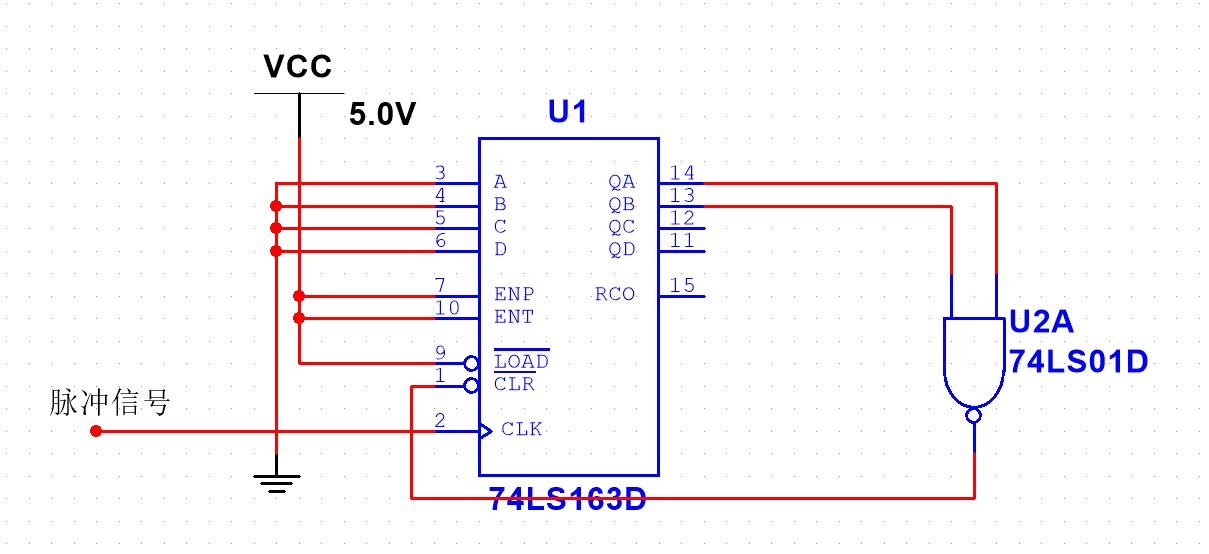 VCC
5.0V
U1
3 A QA 14
4 B QB 13
5 C QC 12
6 D QD 11
7 ENP RCO 15
10 ENT
9 LOAD
1 CLR
2 CLK
U2A
74LS01D
脉冲信号
74LS163D